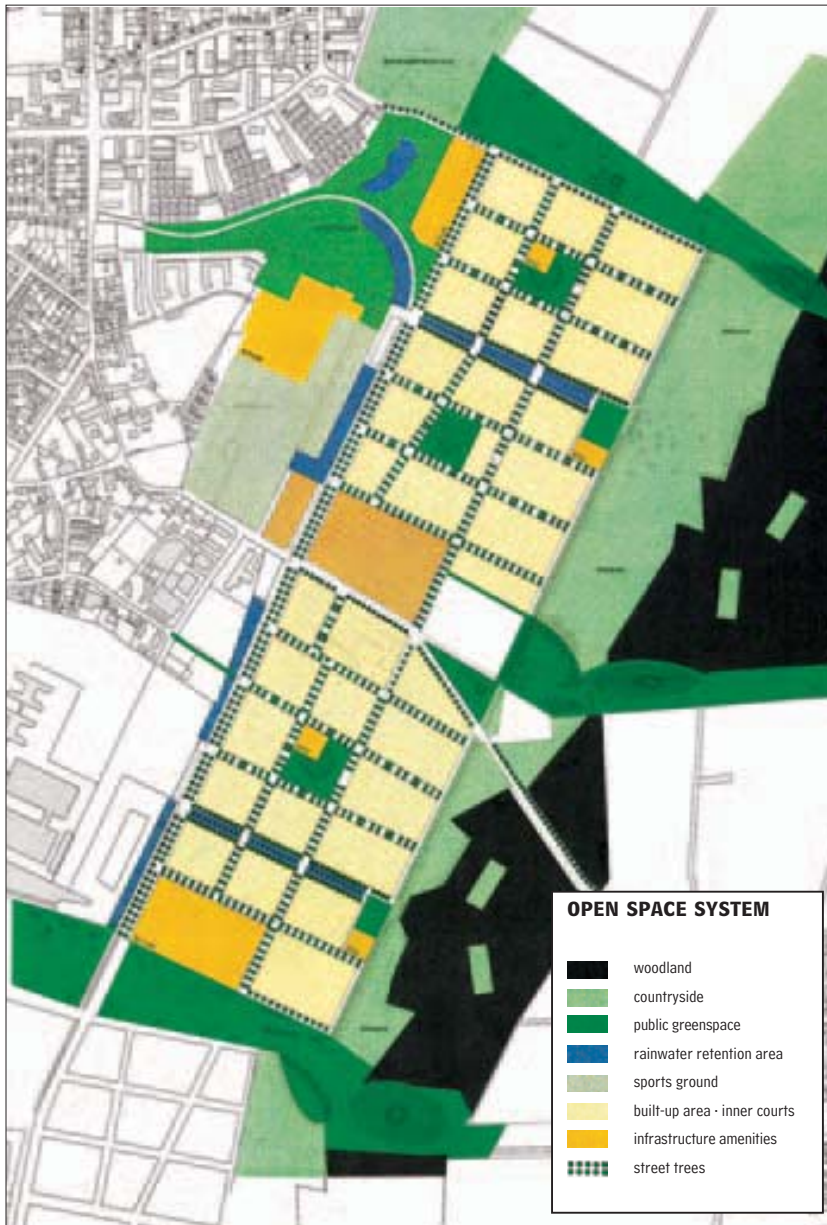 OPEN SPACE SYSTEM
woodland
countryside
public greenspace
rainwater retention area
sports ground
built-up area · inner courts
infrastructure amenities
street trees